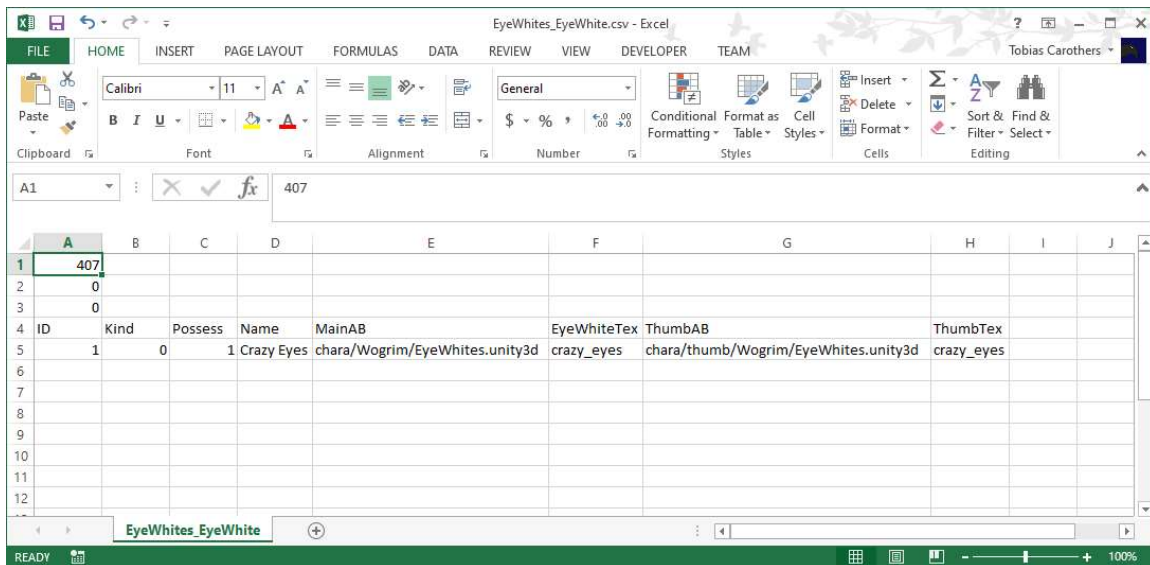 EyeWhites_EyeWhite.csv - Excel
?
FILE HOME INSERT PAGE LAYOUT FORMULAS DATA REVIEW VIEW DEVELOPER TEAM Tobias Carothers
Paste
Calibri 11 A A
B I U A
General
$ % , .0 .00 .00 .0
Conditional Formatting
Format as Table
Cell Styles
Insert
Delete
Format
Σ
Sort & Filter
Find & Select
Clipboard Font Alignment Number Styles Cells Editing
A1 fx 407
A B C D E F G H I J
1 407
2 0
3 0
4 ID Kind Possess Name MainAB EyeWhiteTex ThumbAB ThumbTex
5 1 0 1 Crazy Eyes chara/Wogrim/EyeWhites.unity3d crazy_eyes chara/thumb/Wogrim/EyeWhites.unity3d crazy_eyes
6
7
8
9
10
11
12
EyeWhites_EyeWhite
READY 100%